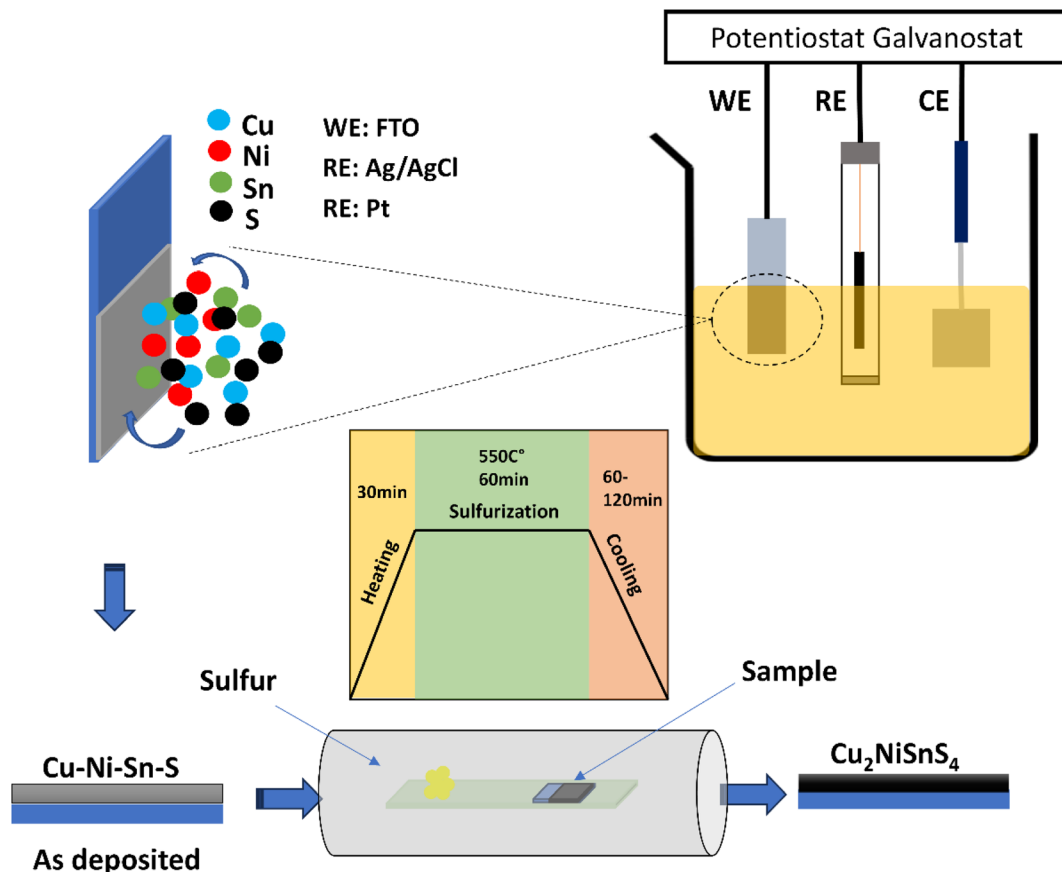 Potentiostat Galvanostat
WE
RE
CE
Cu
Ni
Sn
S
WE: FTO
RE: Ag/AgCl
RE: Pt
30min
550C°
60min
Sulfurization
60-
120min
Heating
Cooling
Sulfur
Sample
Cu-Ni-Sn-S
As deposited
Cu₂NiSnS₄